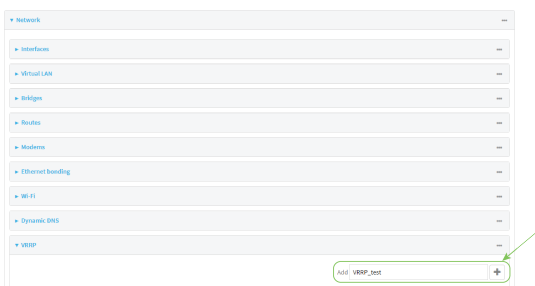 Network
Interfaces
Virtual LAN
Bridges
Routes
Modems
Ethernet bonding
Wi-Fi
Dynamic DNS
VRRP
Add VRRP_test